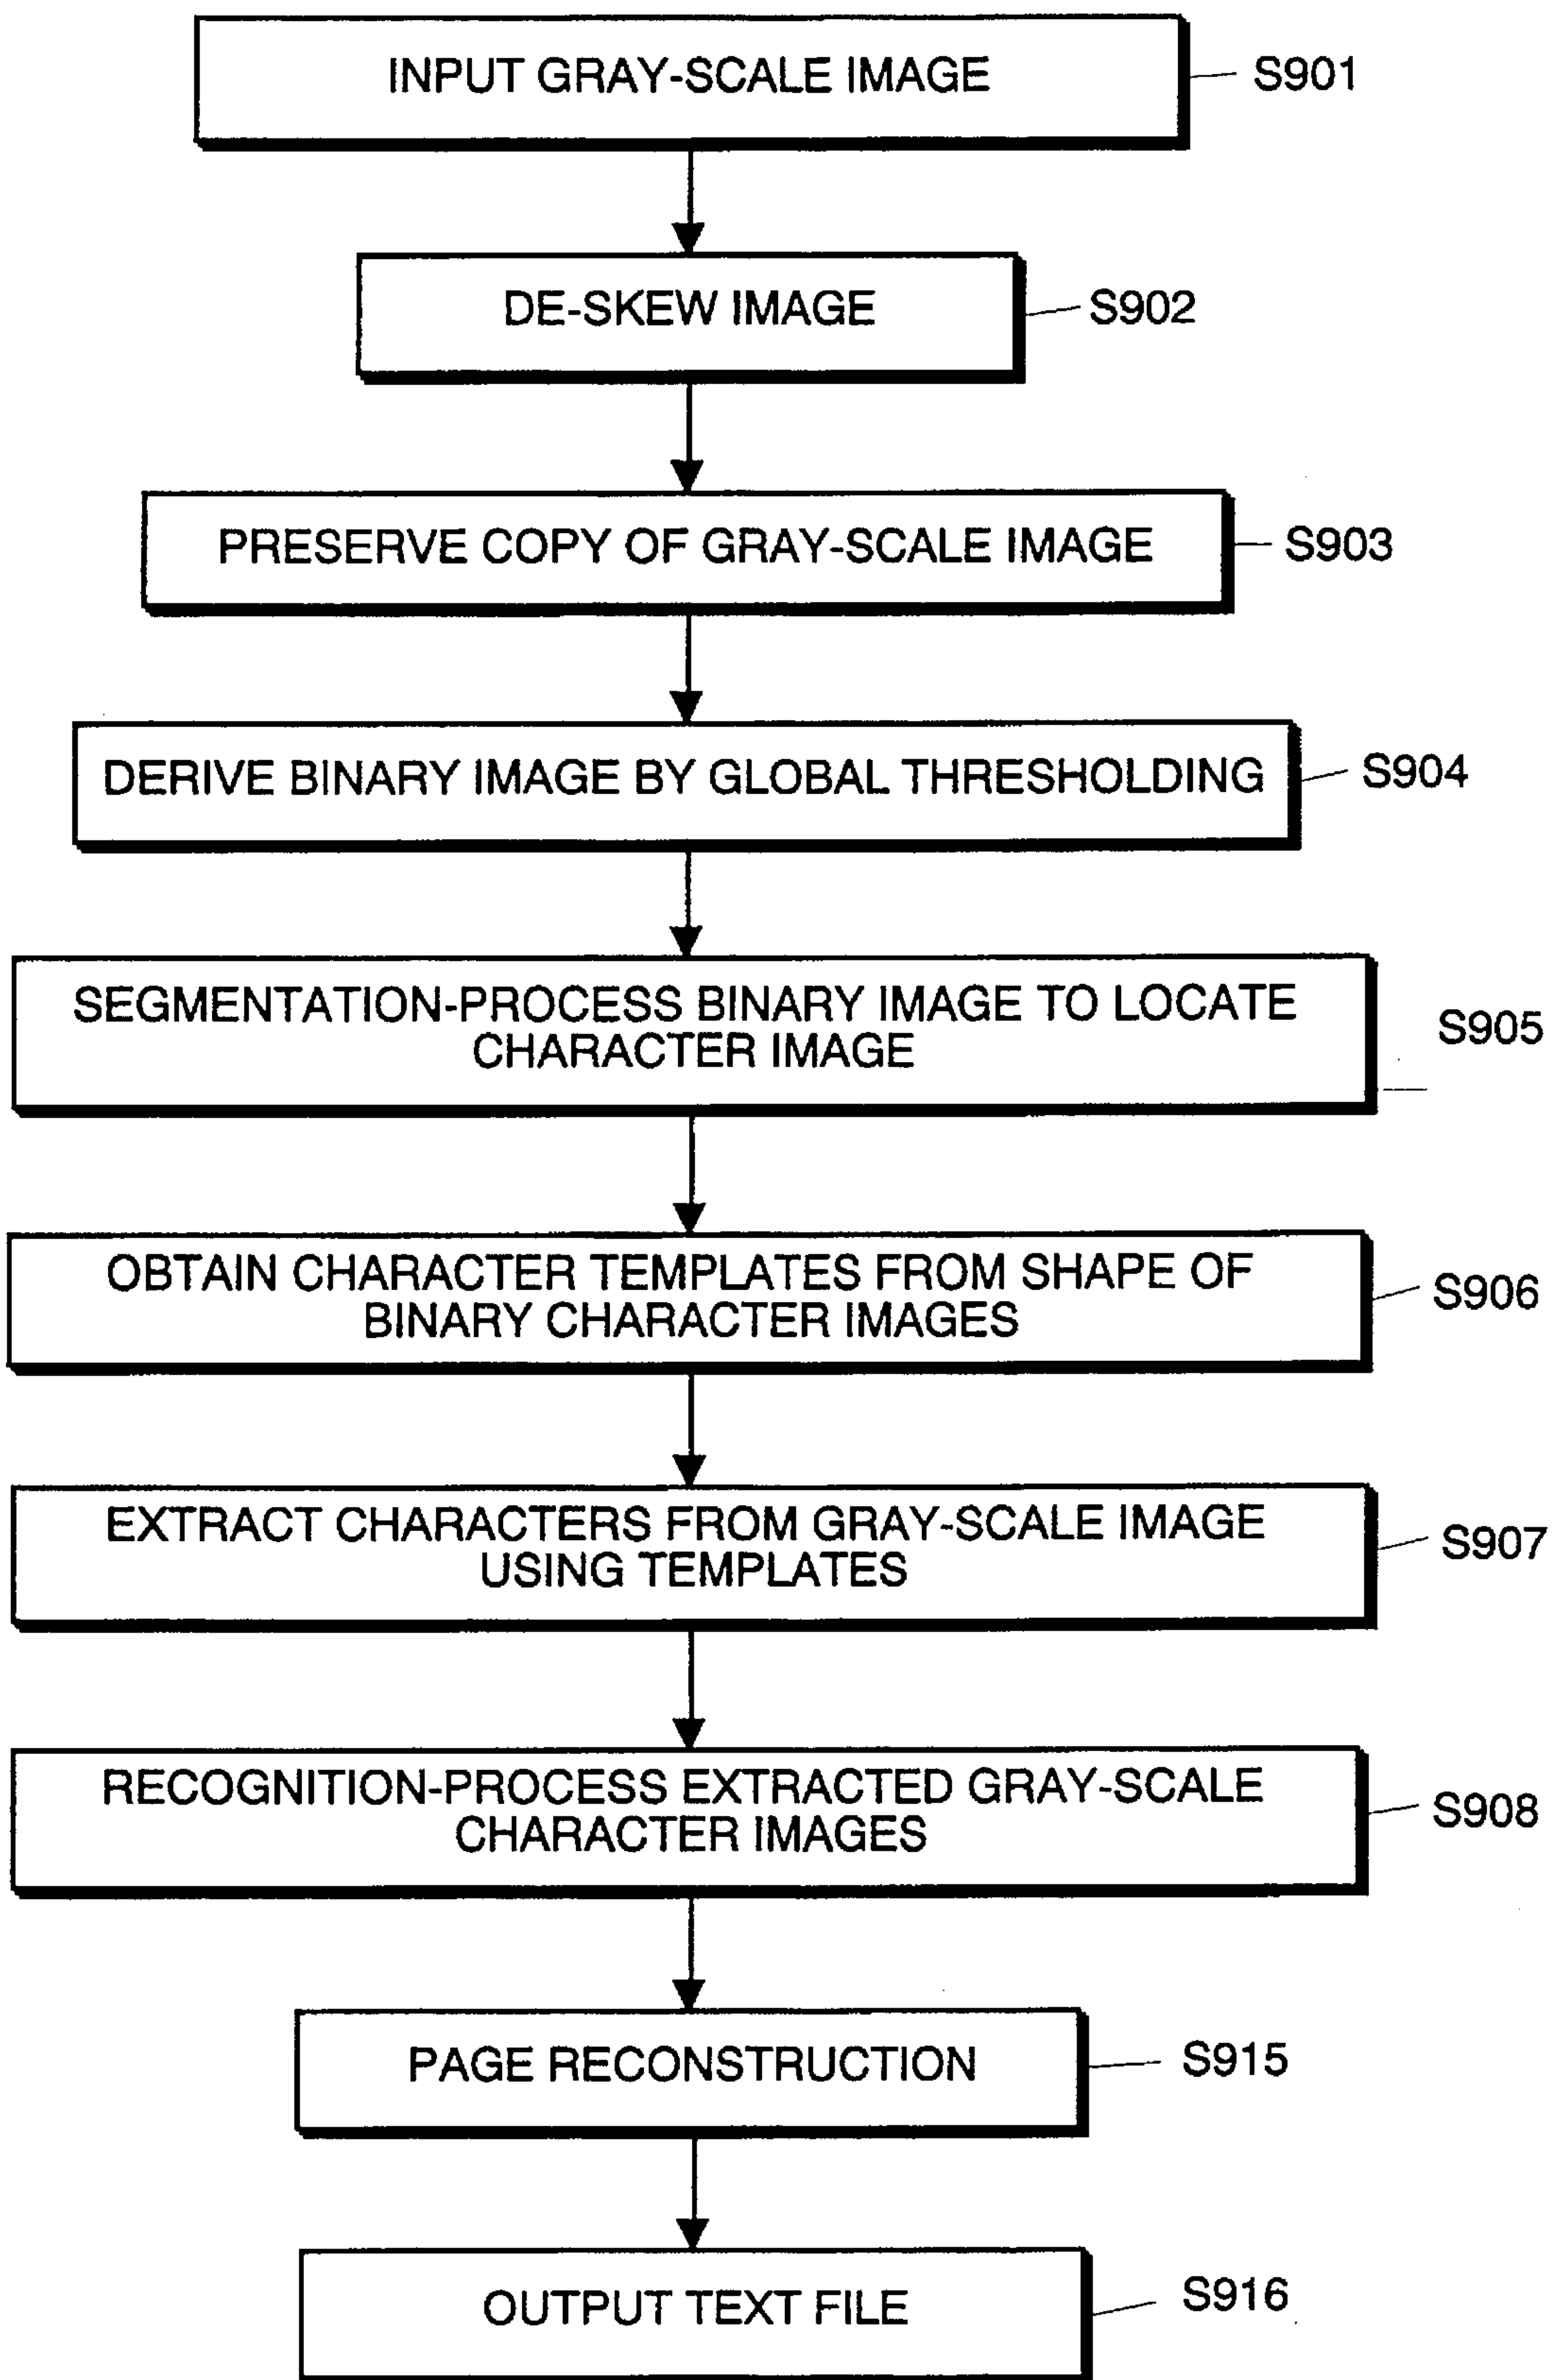 INPUT GRAY-SCALE IMAGE
S901
DE-SKEW IMAGE
S902
PRESERVE COPY OF GRAY-SCALE IMAGE
S903
DERIVE BINARY IMAGE BY GLOBAL THRESHOLDING
S904
SEGMENTATION-PROCESS BINARY IMAGE TO LOCATE
CHARACTER IMAGE
S905
OBTAIN CHARACTER TEMPLATES FROM SHAPE OF
BINARY CHARACTER IMAGES
S906
EXTRACT CHARACTERS FROM GRAY-SCALE IMAGE
USING TEMPLATES
S907
RECOGNITION-PROCESS EXTRACTED GRAY-SCALE
CHARACTER IMAGES
S908
PAGE RECONSTRUCTION
S915
OUTPUT TEXT FILE
S916